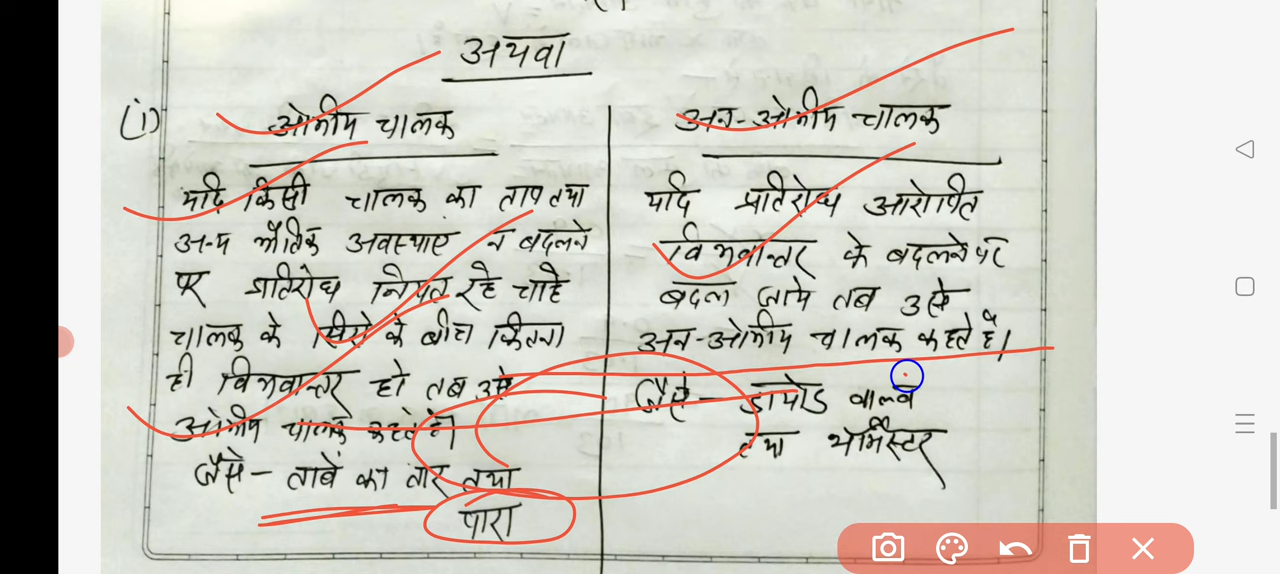 अथवा
(i) ओमीय चालक
यदि किसी चालक का ताप तथा
अन्य भौतिक अवस्थाएं न बदलने
पर प्रतिरोध नियत रहे चाहे
चालक के सिरो के बीच कितना
ही विभवान्तर हो तब उसे
ओमीय चालक कहते हैं।
जैसे - तांबें का तार तथा
पारा
अन-ओमीय चालक
यदि प्रतिरोध आरोपित
विभवान्तर के बदलने पर
बदल जाये तब उसे
अन-ओमीय चालक कहते हैं।
जैसे - डायोड वाल्व
तथा थर्मिस्टर